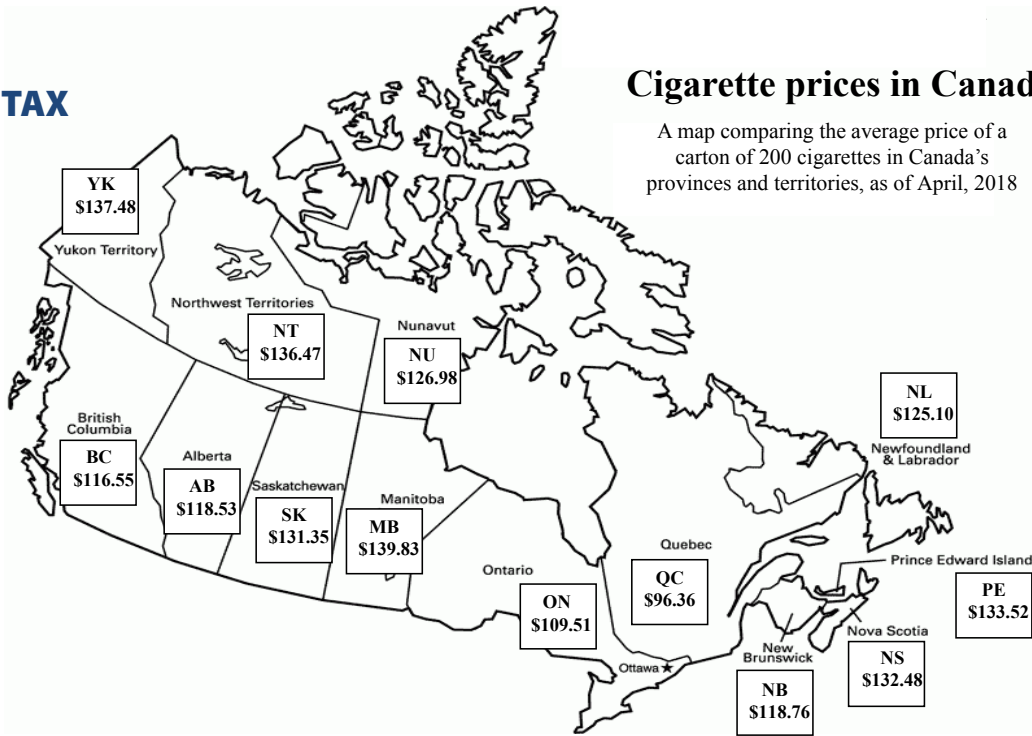 TAX
Cigarette prices in Canad
A map comparing the average price of a
carton of 200 cigarettes in Canada's
provinces and territories, as of April, 2018
YK
$137.48
Yukon Territory
Northwest Territories
NT
$136.47
Nunavut
NU
$126.98
NL
$125.10
Newfoundland
& Labrador
British
Columbia
BC
$116.55
Alberta
AB
$118.53
Saskatchewan
SK
$131.35
Manitoba
MB
$139.83
Ontario
ON
$109.51
Quebec
QC
$96.36
Prince Edward Island
PE
$133.52
Nova Scotia
NS
$132.48
New
Brunswick
NB
$118.76
Ottawa